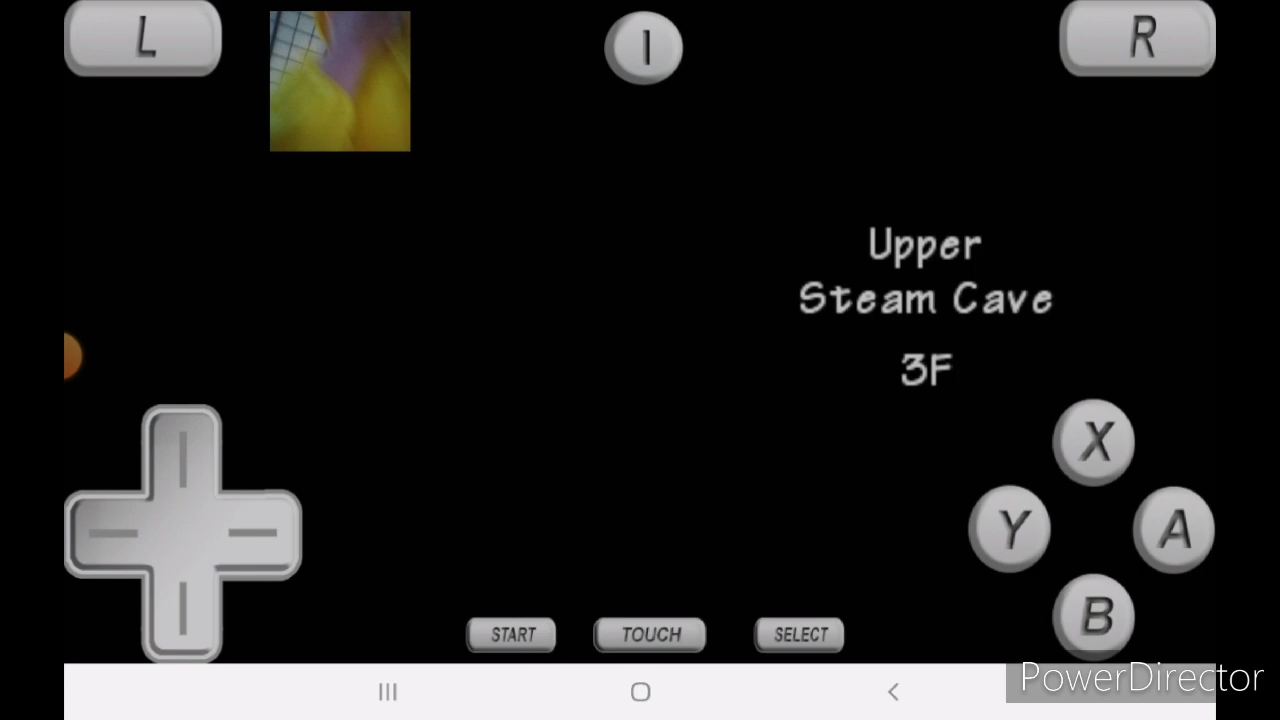 L
I
R
Upper
Steam Cave
3F
X
Y
A
B
START
TOUCH
SELECT
PowerDirector